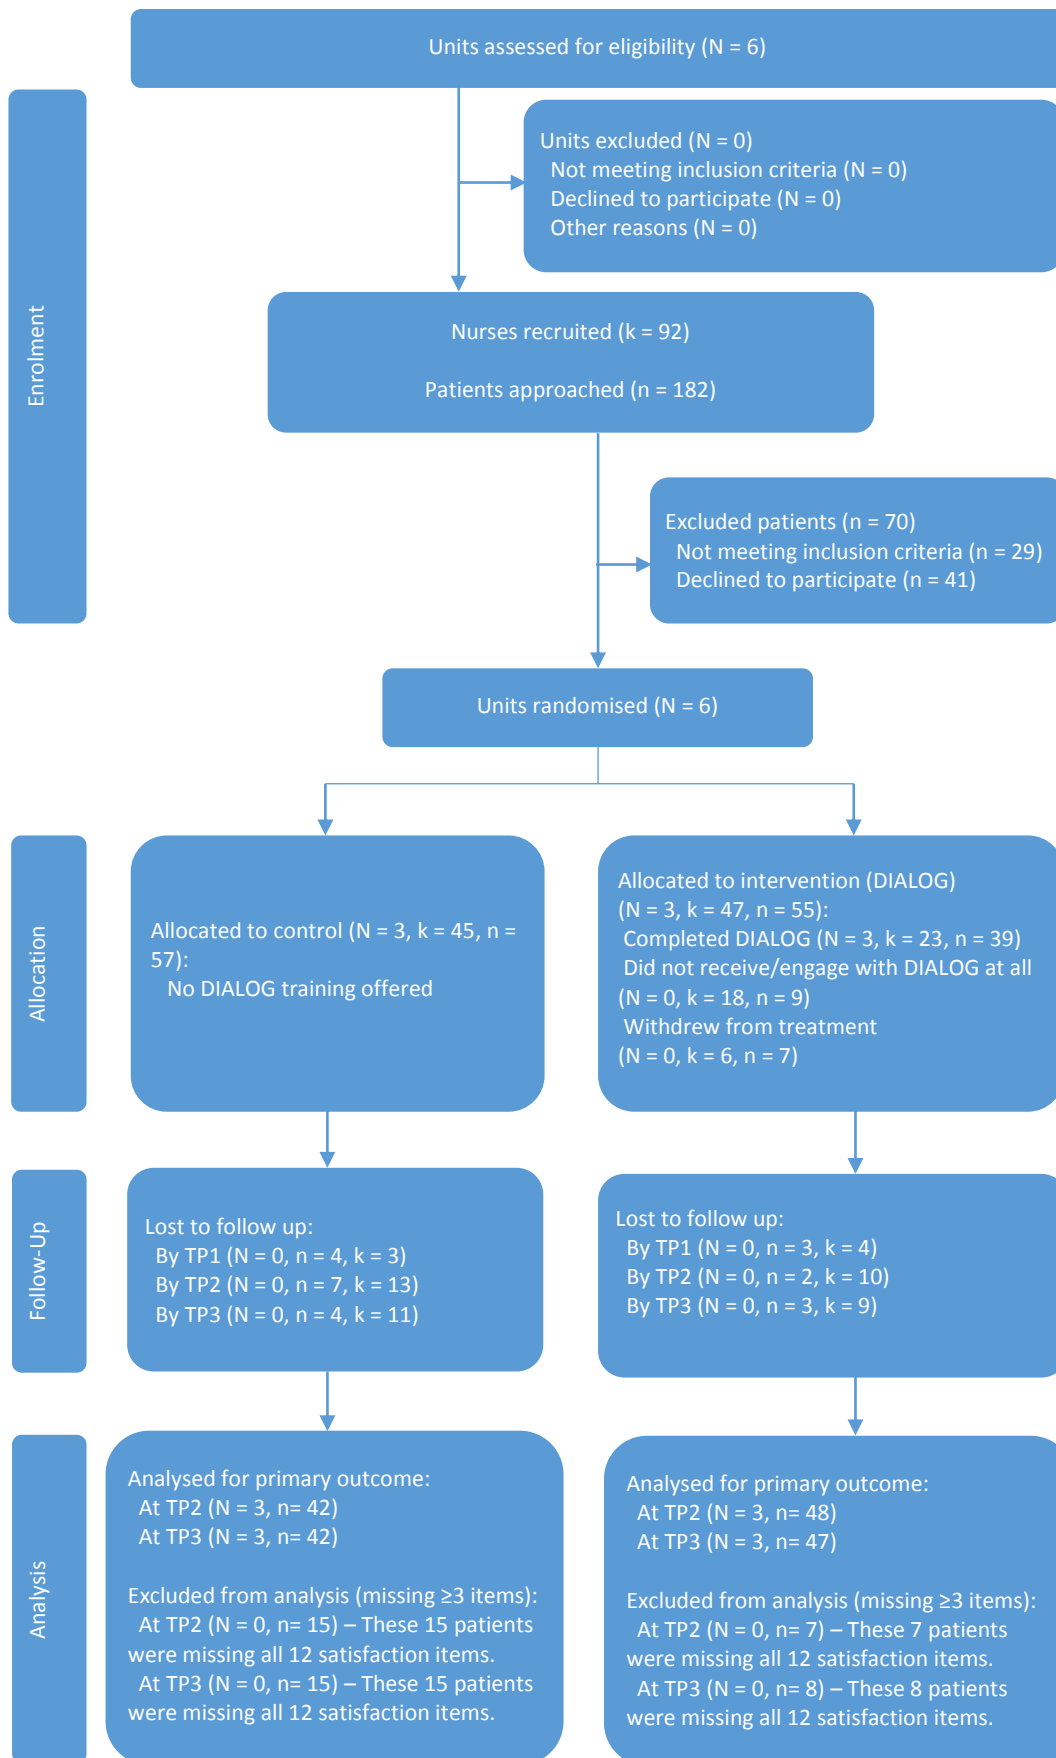 Units assessed for eligibility (N = 6)
Enrolment
Units excluded (N = 0)
Not meeting inclusion criteria (N = 0)
Declined to participate (N = 0)
Other reasons (N = 0)
Nurses recruited (k = 92)
Patients approached (n = 182)
Excluded patients (n = 70)
Not meeting inclusion criteria (n = 29)
Declined to participate (n = 41)
Units randomised (N = 6)
Allocation
Allocated to control (N = 3, k = 45, n =
57):
No DIALOG training offered
Allocated to intervention (DIALOG)
(N = 3, k = 47, n = 55):
Completed DIALOG (N = 3, k = 23, n = 39)
Did not receive/engage with DIALOG at all
(N = 0, k = 18, n = 9)
Withdrew from treatment
(N = 0, k = 6, n = 7)
Follow-Up
Lost to follow up:
By TP1 (N = 0, n = 4, k = 3)
By TP2 (N = 0, n = 7, k = 13)
By TP3 (N = 0, n = 4, k = 11)
Lost to follow up:
By TP1 (N = 0, n = 3, k = 4)
By TP2 (N = 0, n = 2, k = 10)
By TP3 (N = 0, n = 3, k = 9)
Analysis
Analysed for primary outcome:
At TP2 (N = 3, n= 42)
At TP3 (N = 3, n= 42)
Excluded from analysis (missing ≥3 items):
At TP2 (N = 0, n= 15) – These 15 patients
were missing all 12 satisfaction items.
At TP3 (N = 0, n= 15) – These 15 patients
were missing all 12 satisfaction items.
Analysed for primary outcome:
At TP2 (N = 3, n= 48)
At TP3 (N = 3, n= 47)
Excluded from analysis (missing ≥3 items):
At TP2 (N = 0, n= 7) – These 7 patients
were missing all 12 satisfaction items.
At TP3 (N = 0, n= 8) – These 8 patients
were missing all 12 satisfaction items.